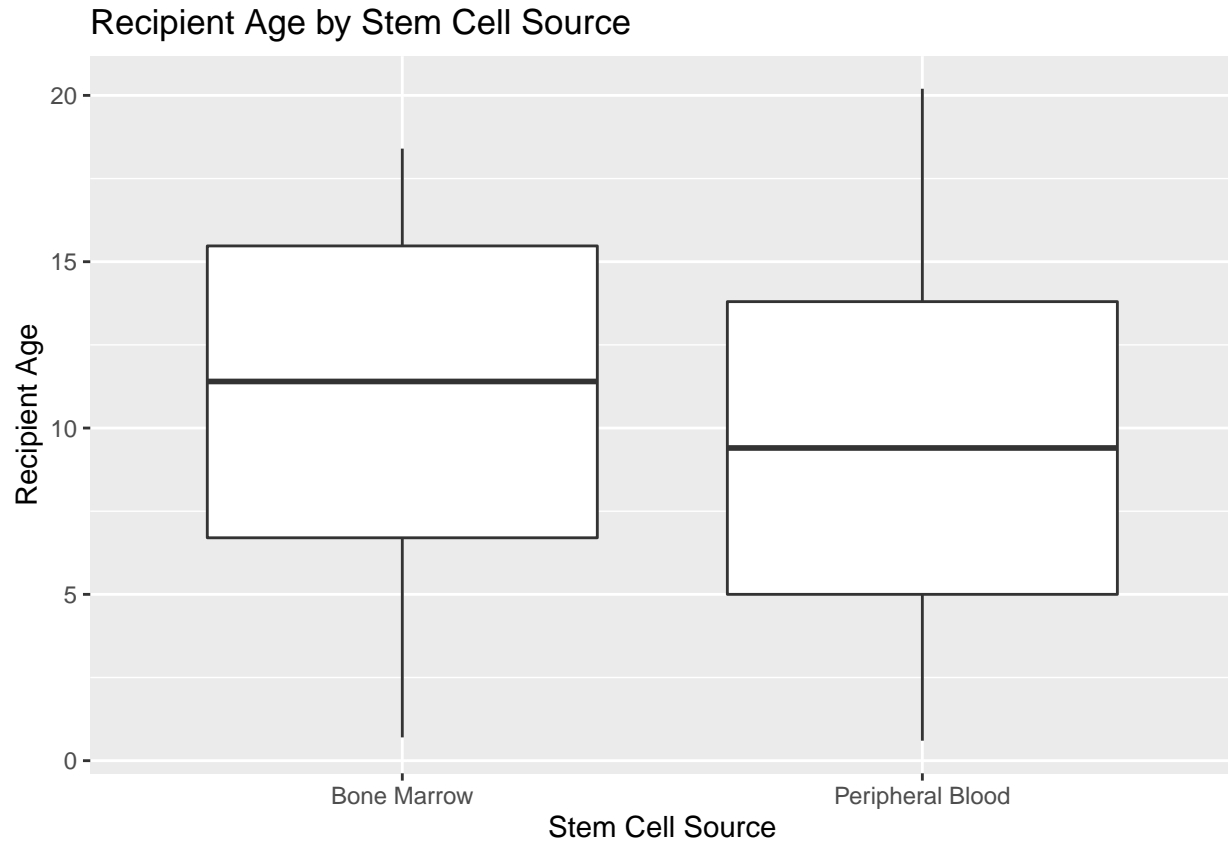 Recipient Age by Stem Cell Source
20
15
10
5
0
Recipient Age
Bone Marrow
Peripheral Blood
Stem Cell Source